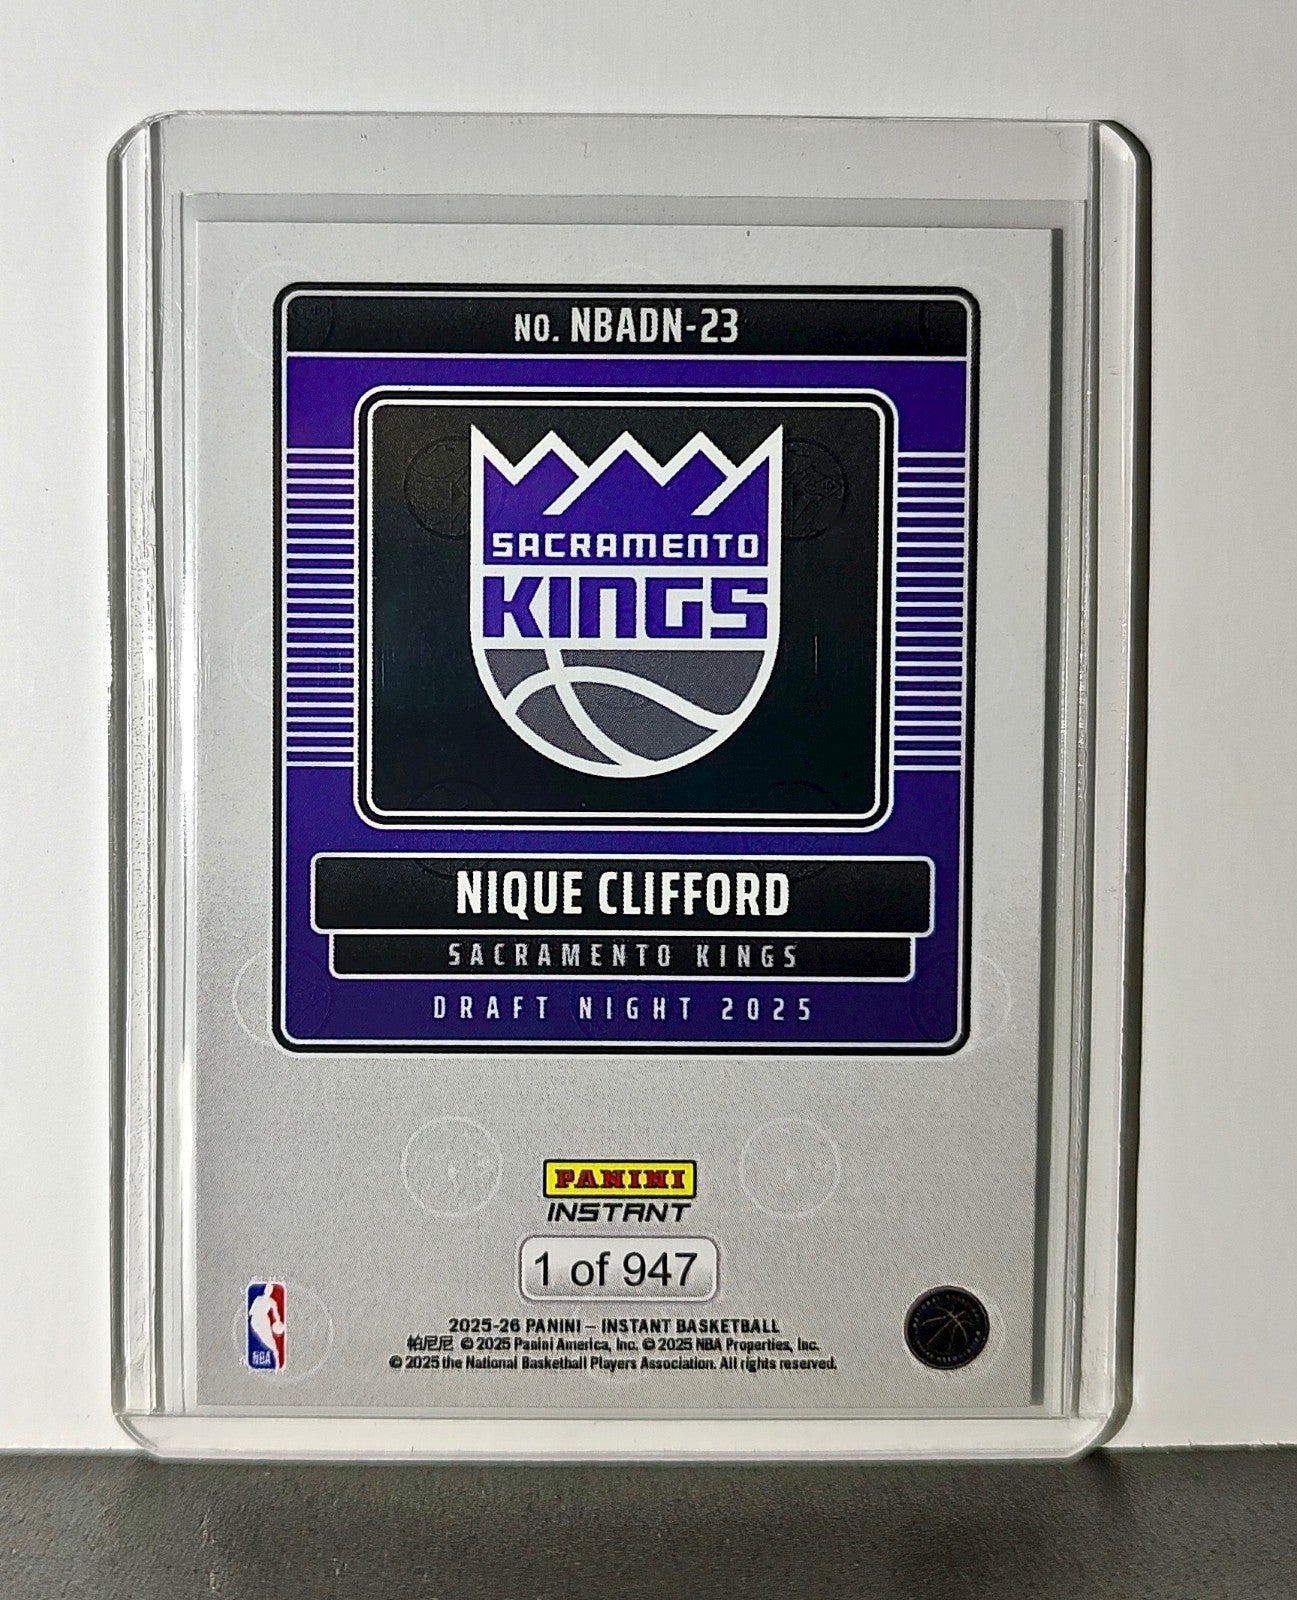 NO. NBADN-23
SACRAMENTO
KINGS
NIQUE CLIFFORD
SACRAMENTO KINGS
DRAFT NIGHT 2025
PANINI
INSTANT
1 of 947
2025-26 PANINI – INSTANT BASKETBALL
帕尼尼 © 2025 Panini America, Inc. © 2025 NBA Properties, Inc.
© 2025 the National Basketball Players Association. All rights reserved.
NBA